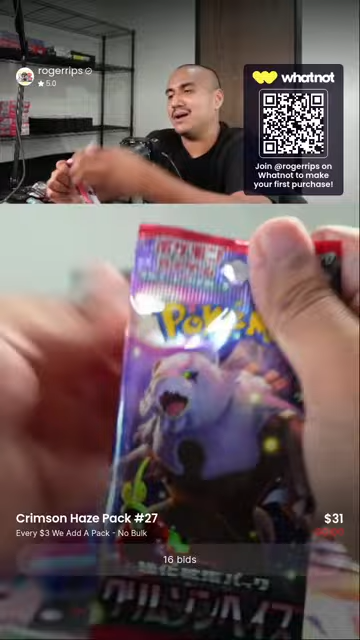 rogerrips
5.0
whatnot
Join @rogerrips on
Whatnot to make
your first purchase!
Pokémon
Crimson Haze Pack #27
$31
Every $3 We Add A Pack - No Bulk
16 bids
クリムゾンヘイズ